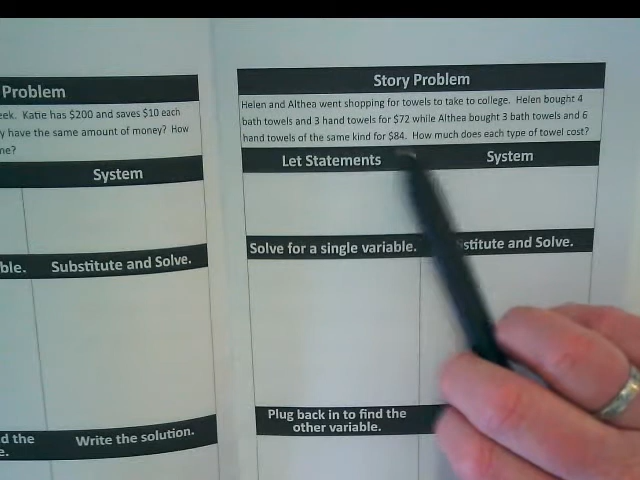 Problem
eek. Katie has $200 and saves $10 each
y have the same amount of money? How
me?
System
ble. Substitute and Solve.
d the
e.
Write the solution.
Story Problem
Helen and Althea went shopping for towels to take to college. Helen bought 4
bath towels and 3 hand towels for $72 while Althea bought 3 bath towels and 6
hand towels of the same kind for $84. How much does each type of towel cost?
Let Statements System
Solve for a single variable. stitute and Solve.
Plug back in to find the
other variable.